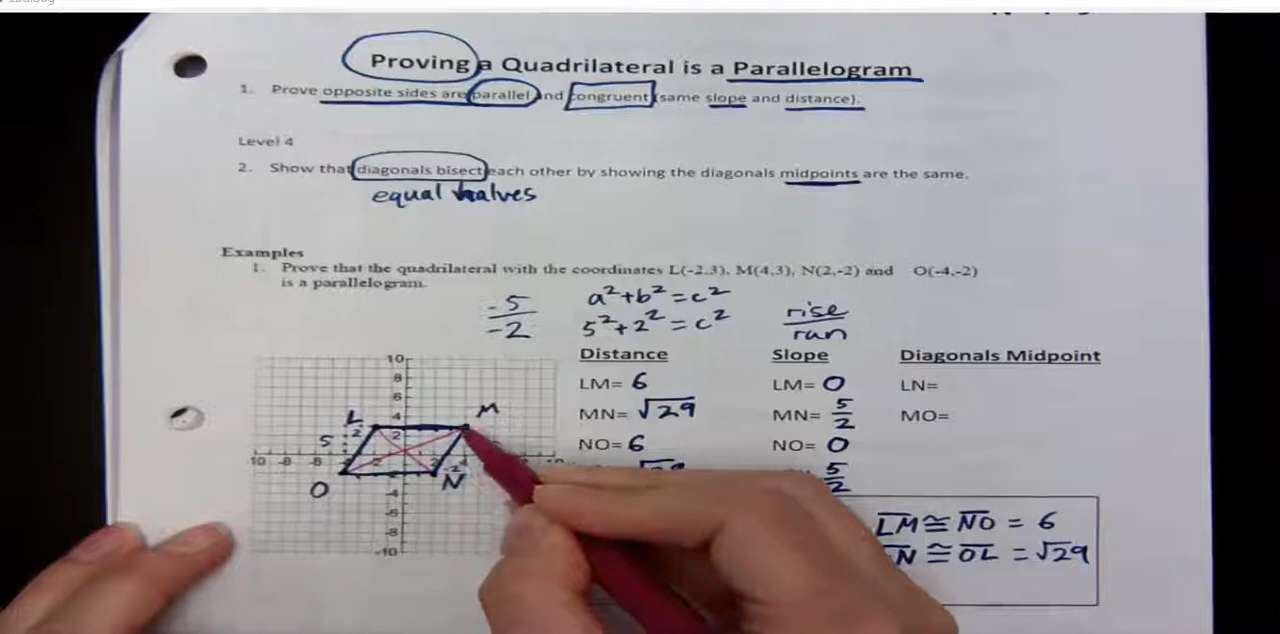 Proving a Quadrilateral is a Parallelogram
1. Prove opposite sides are parallel and congruent (same slope and distance).
Level 4
2. Show that diagonals bisect each other by showing the diagonals midpoints are the same.
equal halves
Examples
1. Prove that the quadrilateral with the coordinates L(-2,3), M(4,3), N(2,-2) and O(-4,-2)
is a parallelogram.
-5
-2
a²+b²=c²
5²+2²=c²
rise
run
Distance Slope Diagonals Midpoint
LM= 6 LM= 0 LN=
MN= √29 MN= 5/2 MO=
NO= 6 NO= 0
5/2
10
8
6
4
2
10 -8 -6
-4
-6
-8
-10
L
M
N
O
5
2
LM ≅ NO = 6
N ≅ OL = √29